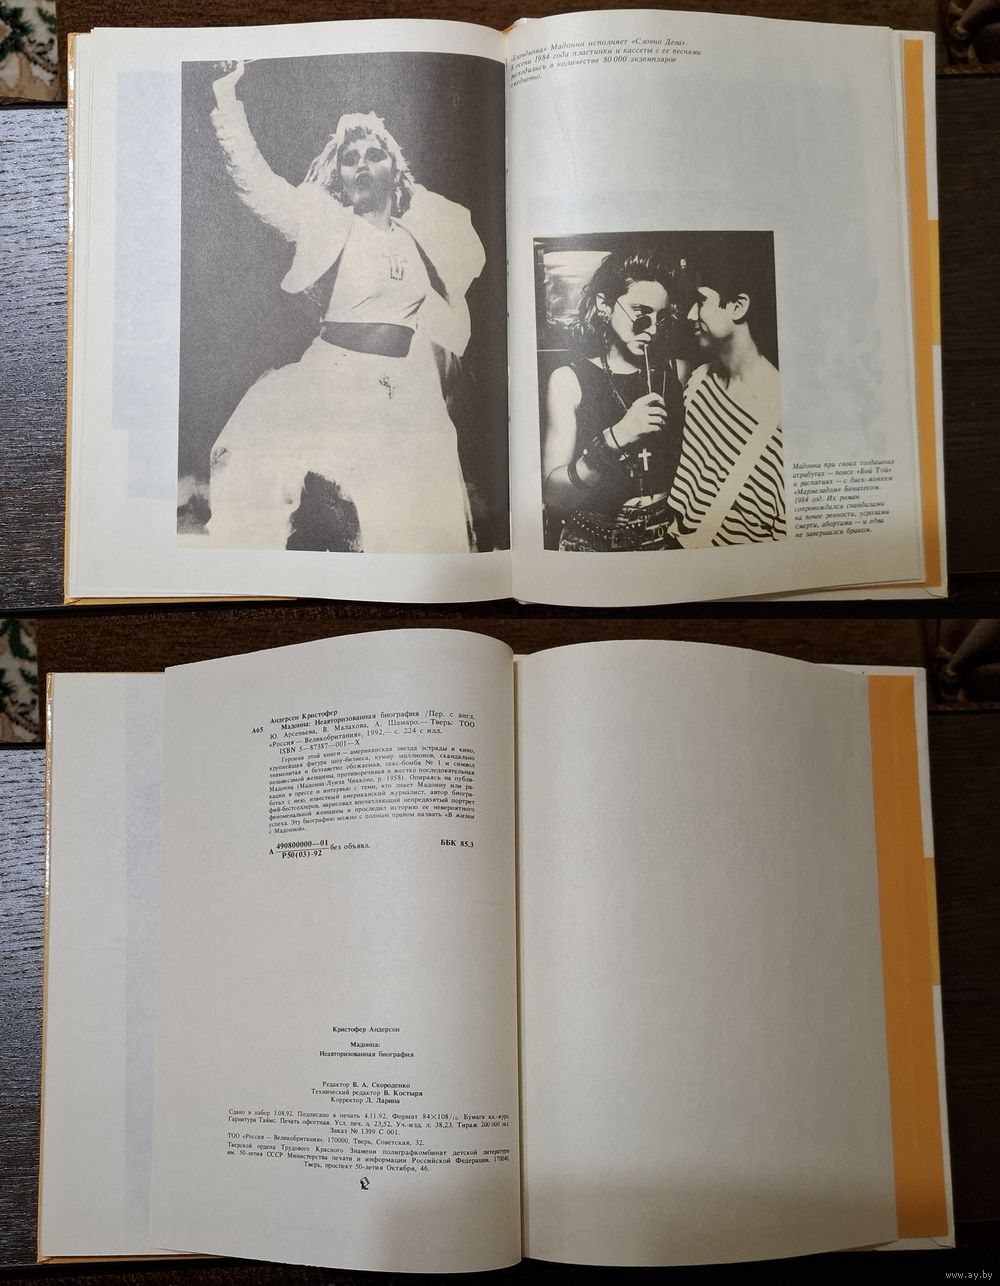 «Блондинка» Мадонна исполняет «Словно Дева».
К осени 1984 года пластинки и кассеты с ее песнями
расходились в количестве 80 000 экземпляров
ежедневно.
Мадонна при своих тогдашних
атрибутах — поясе «Бой Той»
и распятиях — с диск-жокеем
«Мармеладом» Бенитесом.
1984 год. Их роман
сопровождался скандалами
на почве ревности, угрозами
смерти, абортами — и едва
не завершился браком.
Андерсен Кристофер
А65 Мадонна: Неавторизованная биография /Пер. с англ.
Ю. Арсеньева, В. Малахова, А. Шамаро.— Тверь: ТОО
«Россия — Великобритания», 1992.— с. 224 с илл.
ISBN 5—87387—001—X
Героиня этой книги — американская звезда эстрады и кино,
крупнейшая фигура шоу-бизнеса, кумир миллионов, скандально
знаменитая и беззаветно обожаемая, секс-бомба № 1 и символ
независимой женщины, противоречивая и жестко последовательная
Мадонна (Мадонна-Луиза Чикконе, р. 1958). Опираясь на публи-
кации в прессе и интервью с теми, кто знает Мадонну или ра-
ботал с нею, известный американский журналист, автор биогра-
фий-бестселлеров, нарисовал впечатляющий непредвзятый портрет
феноменальной женщины и проследил историю ее невероятного
успеха. Эту биографию можно с полным правом назвать «В жизни
с Мадонной».
А 490800000—01
Р50(03)-92 без объявл. ББК 85.3
Кристофер Андерсон
Мадонна:
Неавторизованная биография
Редактор В. А. Скороденко
Технический редактор В. Костыря
Корректор Л. Ларина
Сдано в набор 3.08.92. Подписано в печать 4.11.92. Формат 84×108/₁₆. Бумага кн.-журн.
Гарнитура Таймс. Печать офсетная. Усл. печ. л. 23,52. Уч.-изд. л. 38,23. Тираж 200 000 экз.
Заказ № 1399 С 001.
ТОО «Россия — Великобритания». 170000, Тверь, Советская, 32.
Тверской ордена Трудового Красного Знамени полиграфкомбинат детской литературы
им. 50-летия СССР Министерства печати и информации Российской Федерации. 170040,
Тверь, проспект 50-летия Октября, 46.
www.ay.by